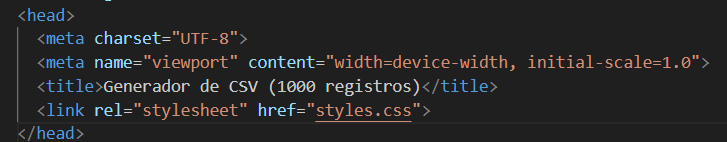 <head>
<meta charset="UTF-8">
<meta name="viewport" content="width=device-width, initial-scale=1.0">
<title>Generador de CSV (1000 registros)</title>
<link rel="stylesheet" href="styles.css">
</head>